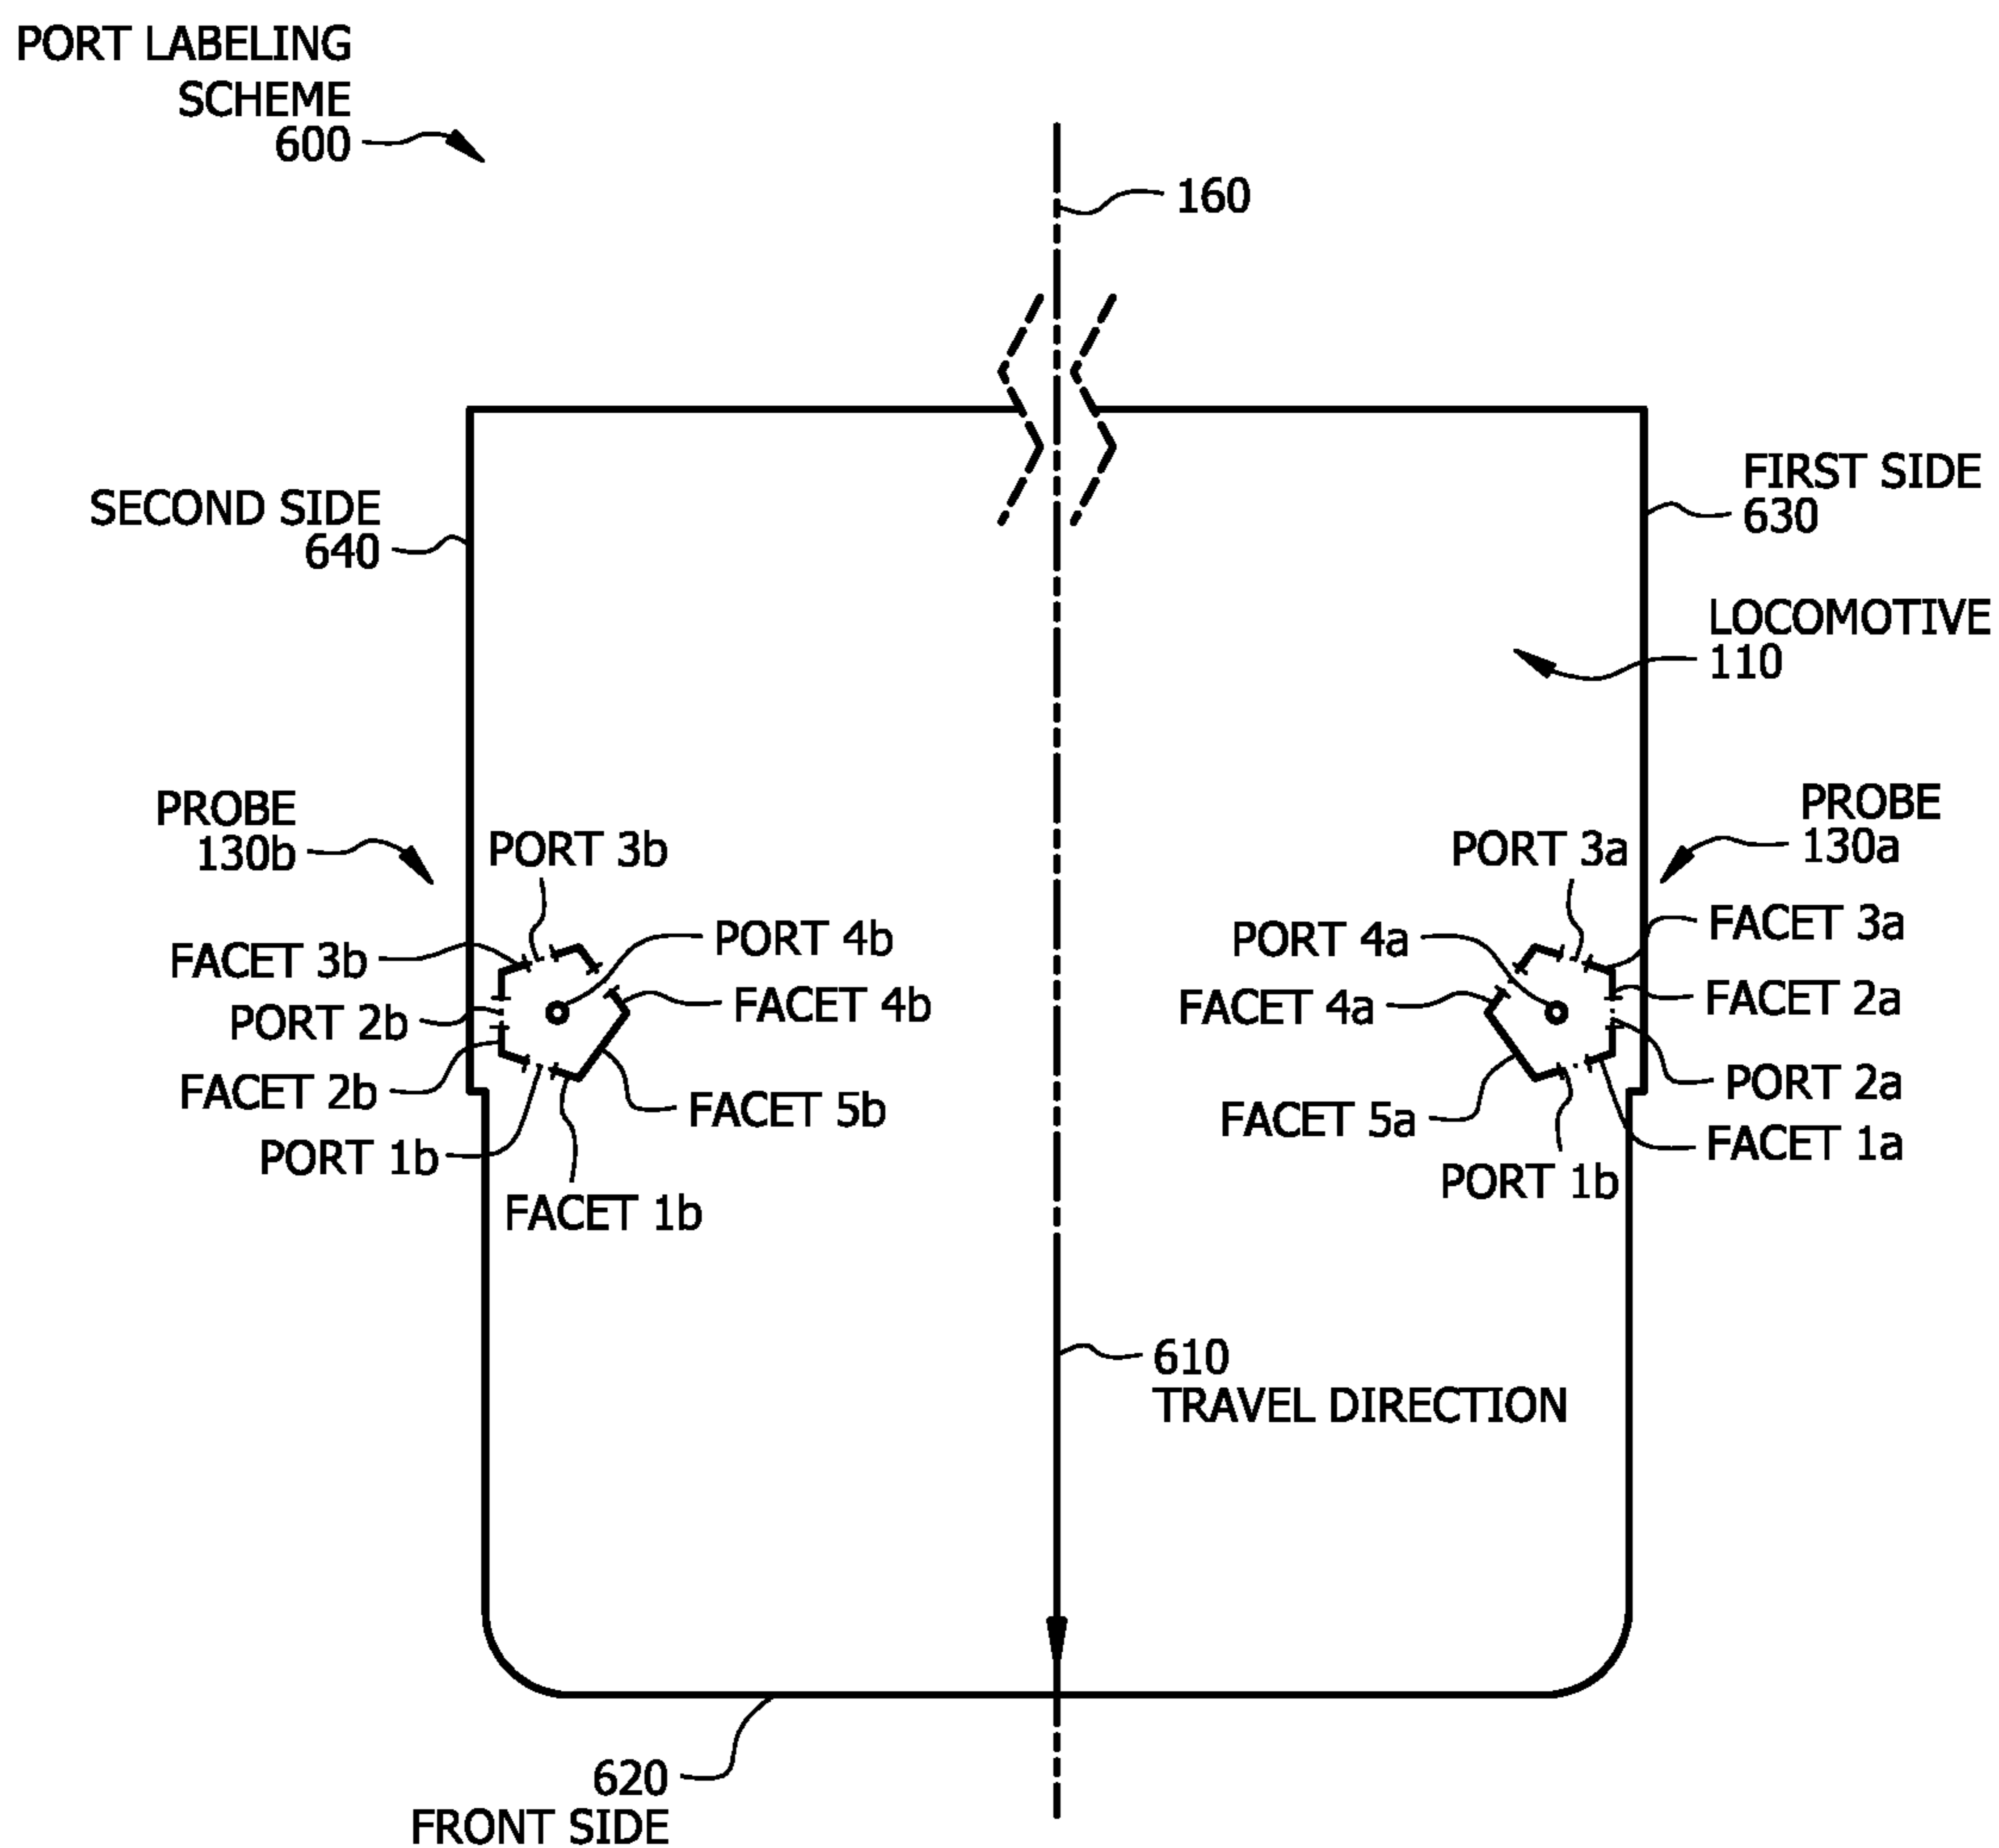 PORT LABELING
SCHEME
600
160
FIRST SIDE
630
SECOND SIDE
640
LOCOMOTIVE
110
PROBE
130b
PORT 3b
PORT 3a
PROBE
130a
FACET 3b
PORT 4b
PORT 4a
FACET 3a
PORT 2b
FACET 4b
FACET 4a
FACET 2a
FACET 2b
FACET 5b
FACET 5a
PORT 2a
PORT 1b
FACET 1b
PORT 1b
FACET 1a
610
TRAVEL DIRECTION
620
FRONT SIDE